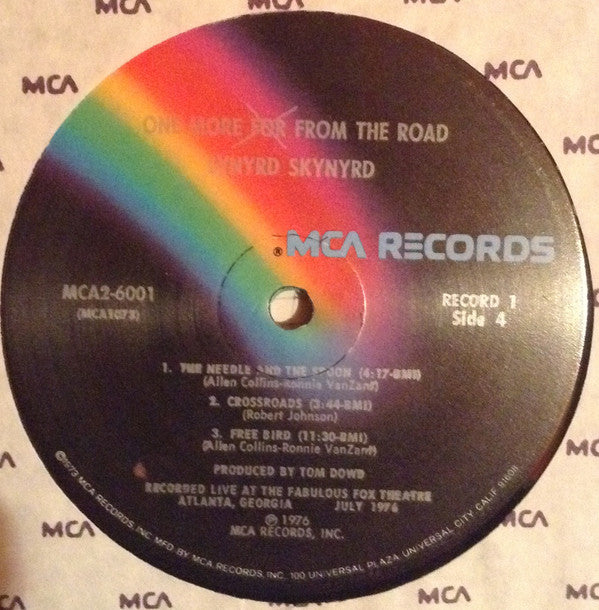 ONE MORE FOR FROM THE ROAD
LYNYRD SKYNYRD
® MCA RECORDS
MCA2-6001
(MCA1073)
RECORD 1
Side 4
1. THE NEEDLE AND THE SPOON (4:17-BMI)
(Allen Collins-Ronnie VanZant)
2. CROSSROADS (3:44-BMI)
(Robert Johnson)
3. FREE BIRD (11:30-BMI)
(Allen Collins-Ronnie VanZant)
PRODUCED BY TOM DOWD
RECORDED LIVE AT THE FABULOUS FOX THEATRE
ATLANTA, GEORGIA JULY 1976
℗ 1976
MCA RECORDS, INC.
©1973 MCA RECORDS, INC. MFD. BY MCA RECORDS, INC. 100 UNIVERSAL PLAZA, UNIVERSAL CITY, CALIF. 91608
MCA
MCA
MCA
MCA
MCA
MCA
MCA